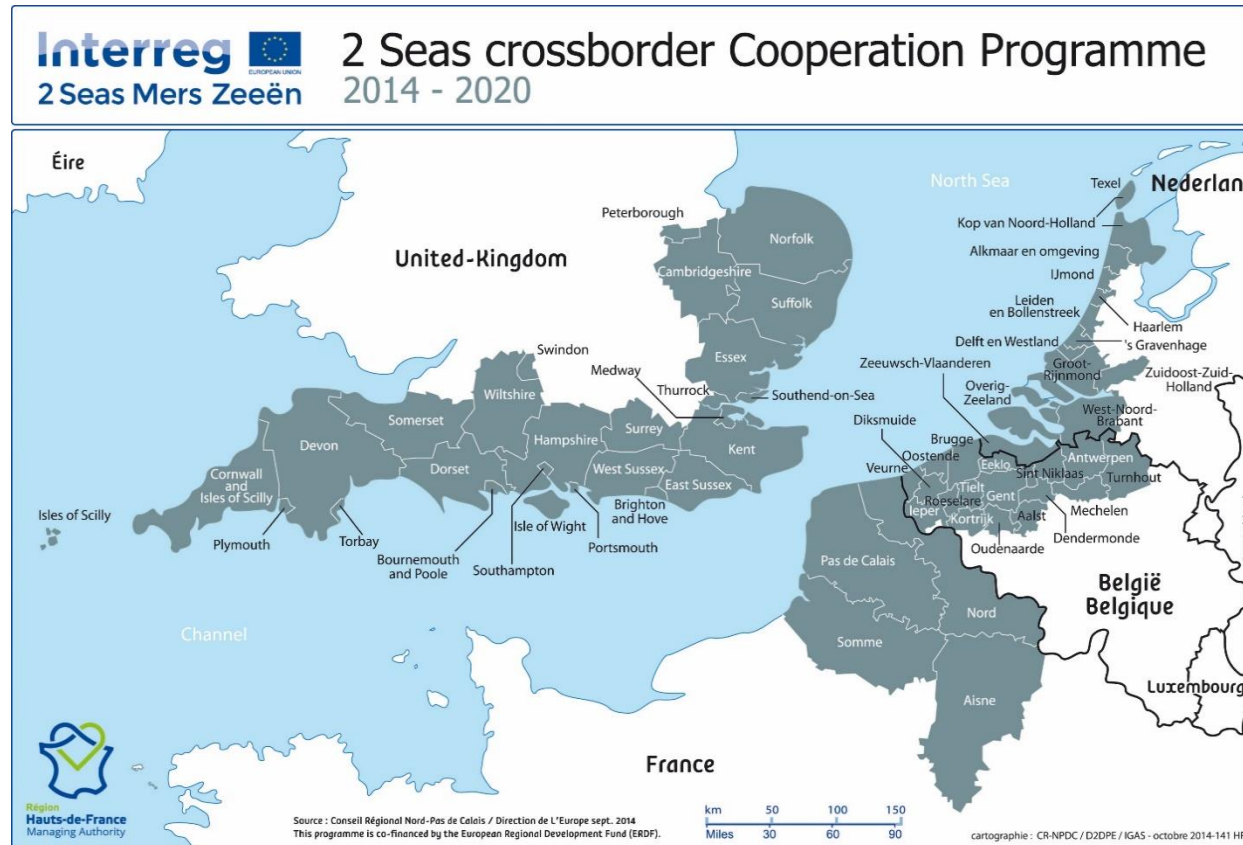 Interreg
EUROPEAN UNION
2 Seas Mers Zeeën
2 Seas crossborder Cooperation Programme
2014 - 2020
Éire
United-Kingdom
North Sea
Nederlan
Texel
Kop van Noord-Holland
Alkmaar en omgeving
IJmond
Leiden
en Bollenstreek
Haarlem
Delft en Westland
's Gravenhage
Zeeuwsch-Vlaanderen
Groot-
Rijnmond
Zuidoost-Zuid-
Holland
Overig-
Zeeland
West-Noord-
Brabant
Peterborough
Norfolk
Cambridgeshire
Suffolk
Essex
Swindon
Medway
Thurrock
Southend-on-Sea
Wiltshire
Somerset
Devon
Hampshire
Surrey
Kent
Dorset
West Sussex
East Sussex
Cornwall
and
Isles of Scilly
Isles of Scilly
Plymouth
Torbay
Bournemouth
and Poole
Southampton
Isle of Wight
Portsmouth
Brighton
and Hove
Diksmuide
Brugge
Oostende
Veurne
Eeklo
Sint Niklaas
Antwerpen
Turnhout
Tielt
Roeselare
Gent
Ieper
Kortrijk
Aalst
Mechelen
Dendermonde
Oudenaarde
Pas de Calais
Nord
Somme
Aisne
België
Belgique
Luxembourg
Channel
France
Région
Hauts-de-France
Managing Authority
Source : Conseil Régional Nord-Pas de Calais / Direction de L'Europe sept. 2014
This programme is co-financed by the European Regional Development Fund (ERDF).
km 50 100 150
Miles 30 60 90
cartographie : CR-NPDC / D2DPE / IGAS - octobre 2014-141 HF